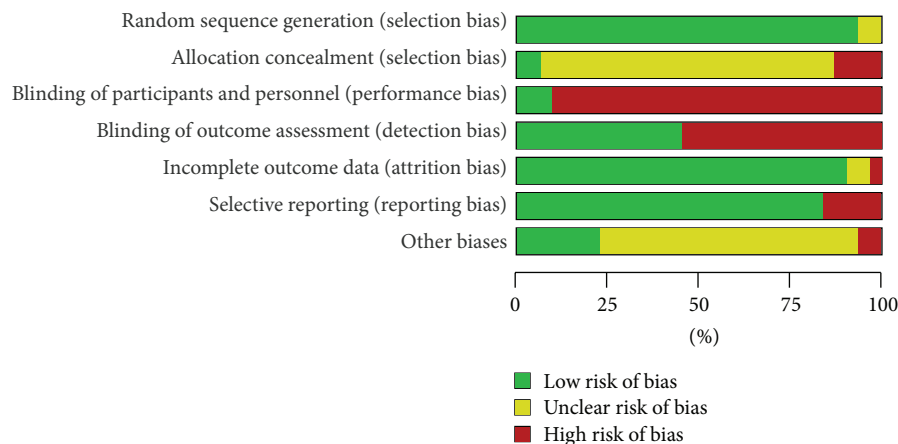 Random sequence generation (selection bias)
Allocation concealment (selection bias)
Blinding of participants and personnel (performance bias)
Blinding of outcome assessment (detection bias)
Incomplete outcome data (attrition bias)
Selective reporting (reporting bias)
Other biases
0 25 50 75 100
(%)
Low risk of bias
Unclear risk of bias
High risk of bias